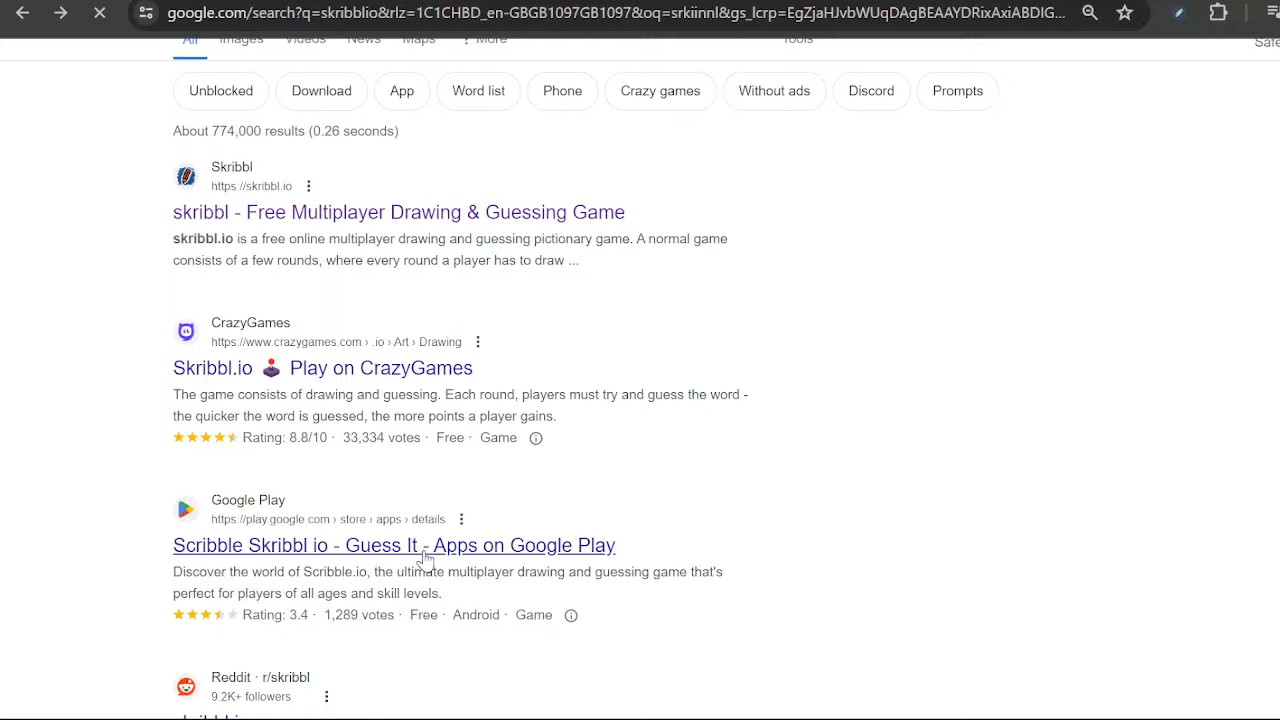 google.com/search?q=skribblio&rlz=1C1CHBD_en-GBGB1097GB1097&oq=srkiinnl&gs_lcrp=EgZjaHJvbWUqDAgBEAAYDRixAxiABDIG...
All Images Videos News Maps More Tools Safe
Unblocked Download App Word list Phone Crazy games Without ads Discord Prompts
About 774,000 results (0.26 seconds)
Skribbl
https://skribbl.io
skribbl - Free Multiplayer Drawing & Guessing Game
skribbl.io is a free online multiplayer drawing and guessing pictionary game. A normal game
consists of a few rounds, where every round a player has to draw ...
CrazyGames
https://www.crazygames.com › .io › Art › Drawing
Skribbl.io 🕹️ Play on CrazyGames
The game consists of drawing and guessing. Each round, players must try and guess the word -
the quicker the word is guessed, the more points a player gains.
Rating: 8.8/10 · 33,334 votes · Free · Game
Google Play
https://play.google.com › store › apps › details
Scribble Skribbl io - Guess It - Apps on Google Play
Discover the world of Scribble.io, the ultimate multiplayer drawing and guessing game that's
perfect for players of all ages and skill levels.
Rating: 3.4 · 1,289 votes · Free · Android · Game
Reddit · r/skribbl
9.2K+ followers